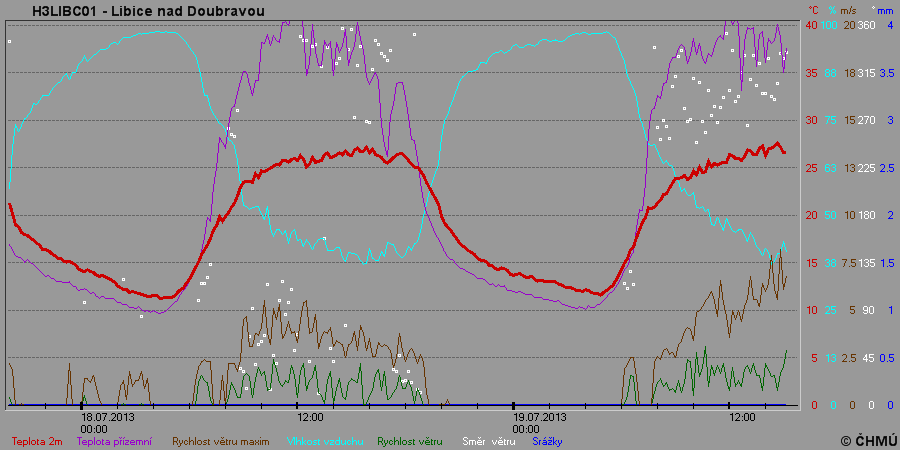 H3LIBC01 - Libice nad Doubravou
°C % m/s ° mm
40 100 20 360 4
35 88 18 315 3.5
30 75 15 270 3
25 63 13 225 2.5
20 50 10 180 2
15 38 7.5 135 1.5
10 25 5 90 1
5 13 2.5 45 0.5
0 0 0 0 0
18.07.2013 12:00 19.07.2013 12:00
00:00 00:00
Teplota 2m Teplota přízemní Rychlost větru maxim Vlhkost vzduchu Rychlost větru Směr větru Srážky
© ČHMÚ